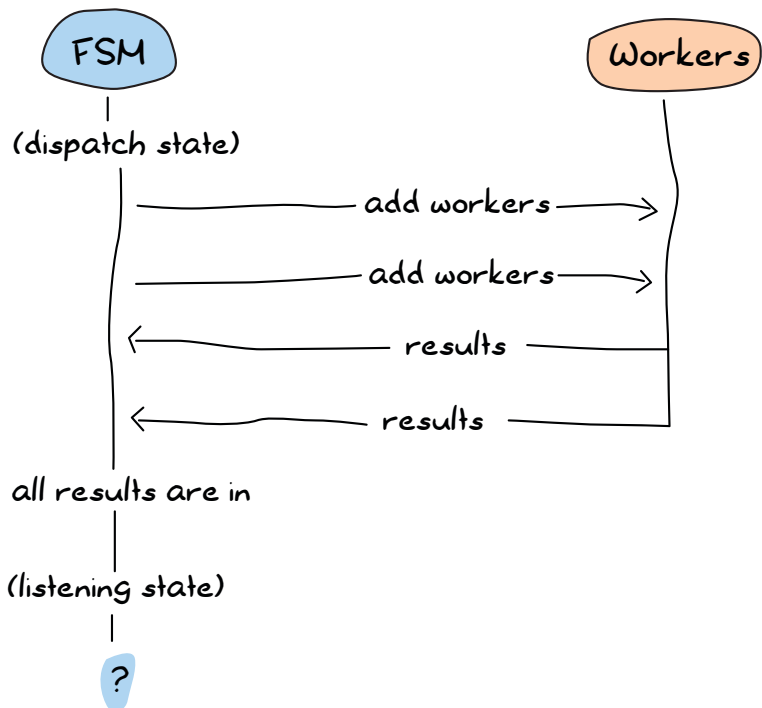 FSM
Workers
(dispatch state)
add workers
add workers
results
results
all results are in
(listening state)
?